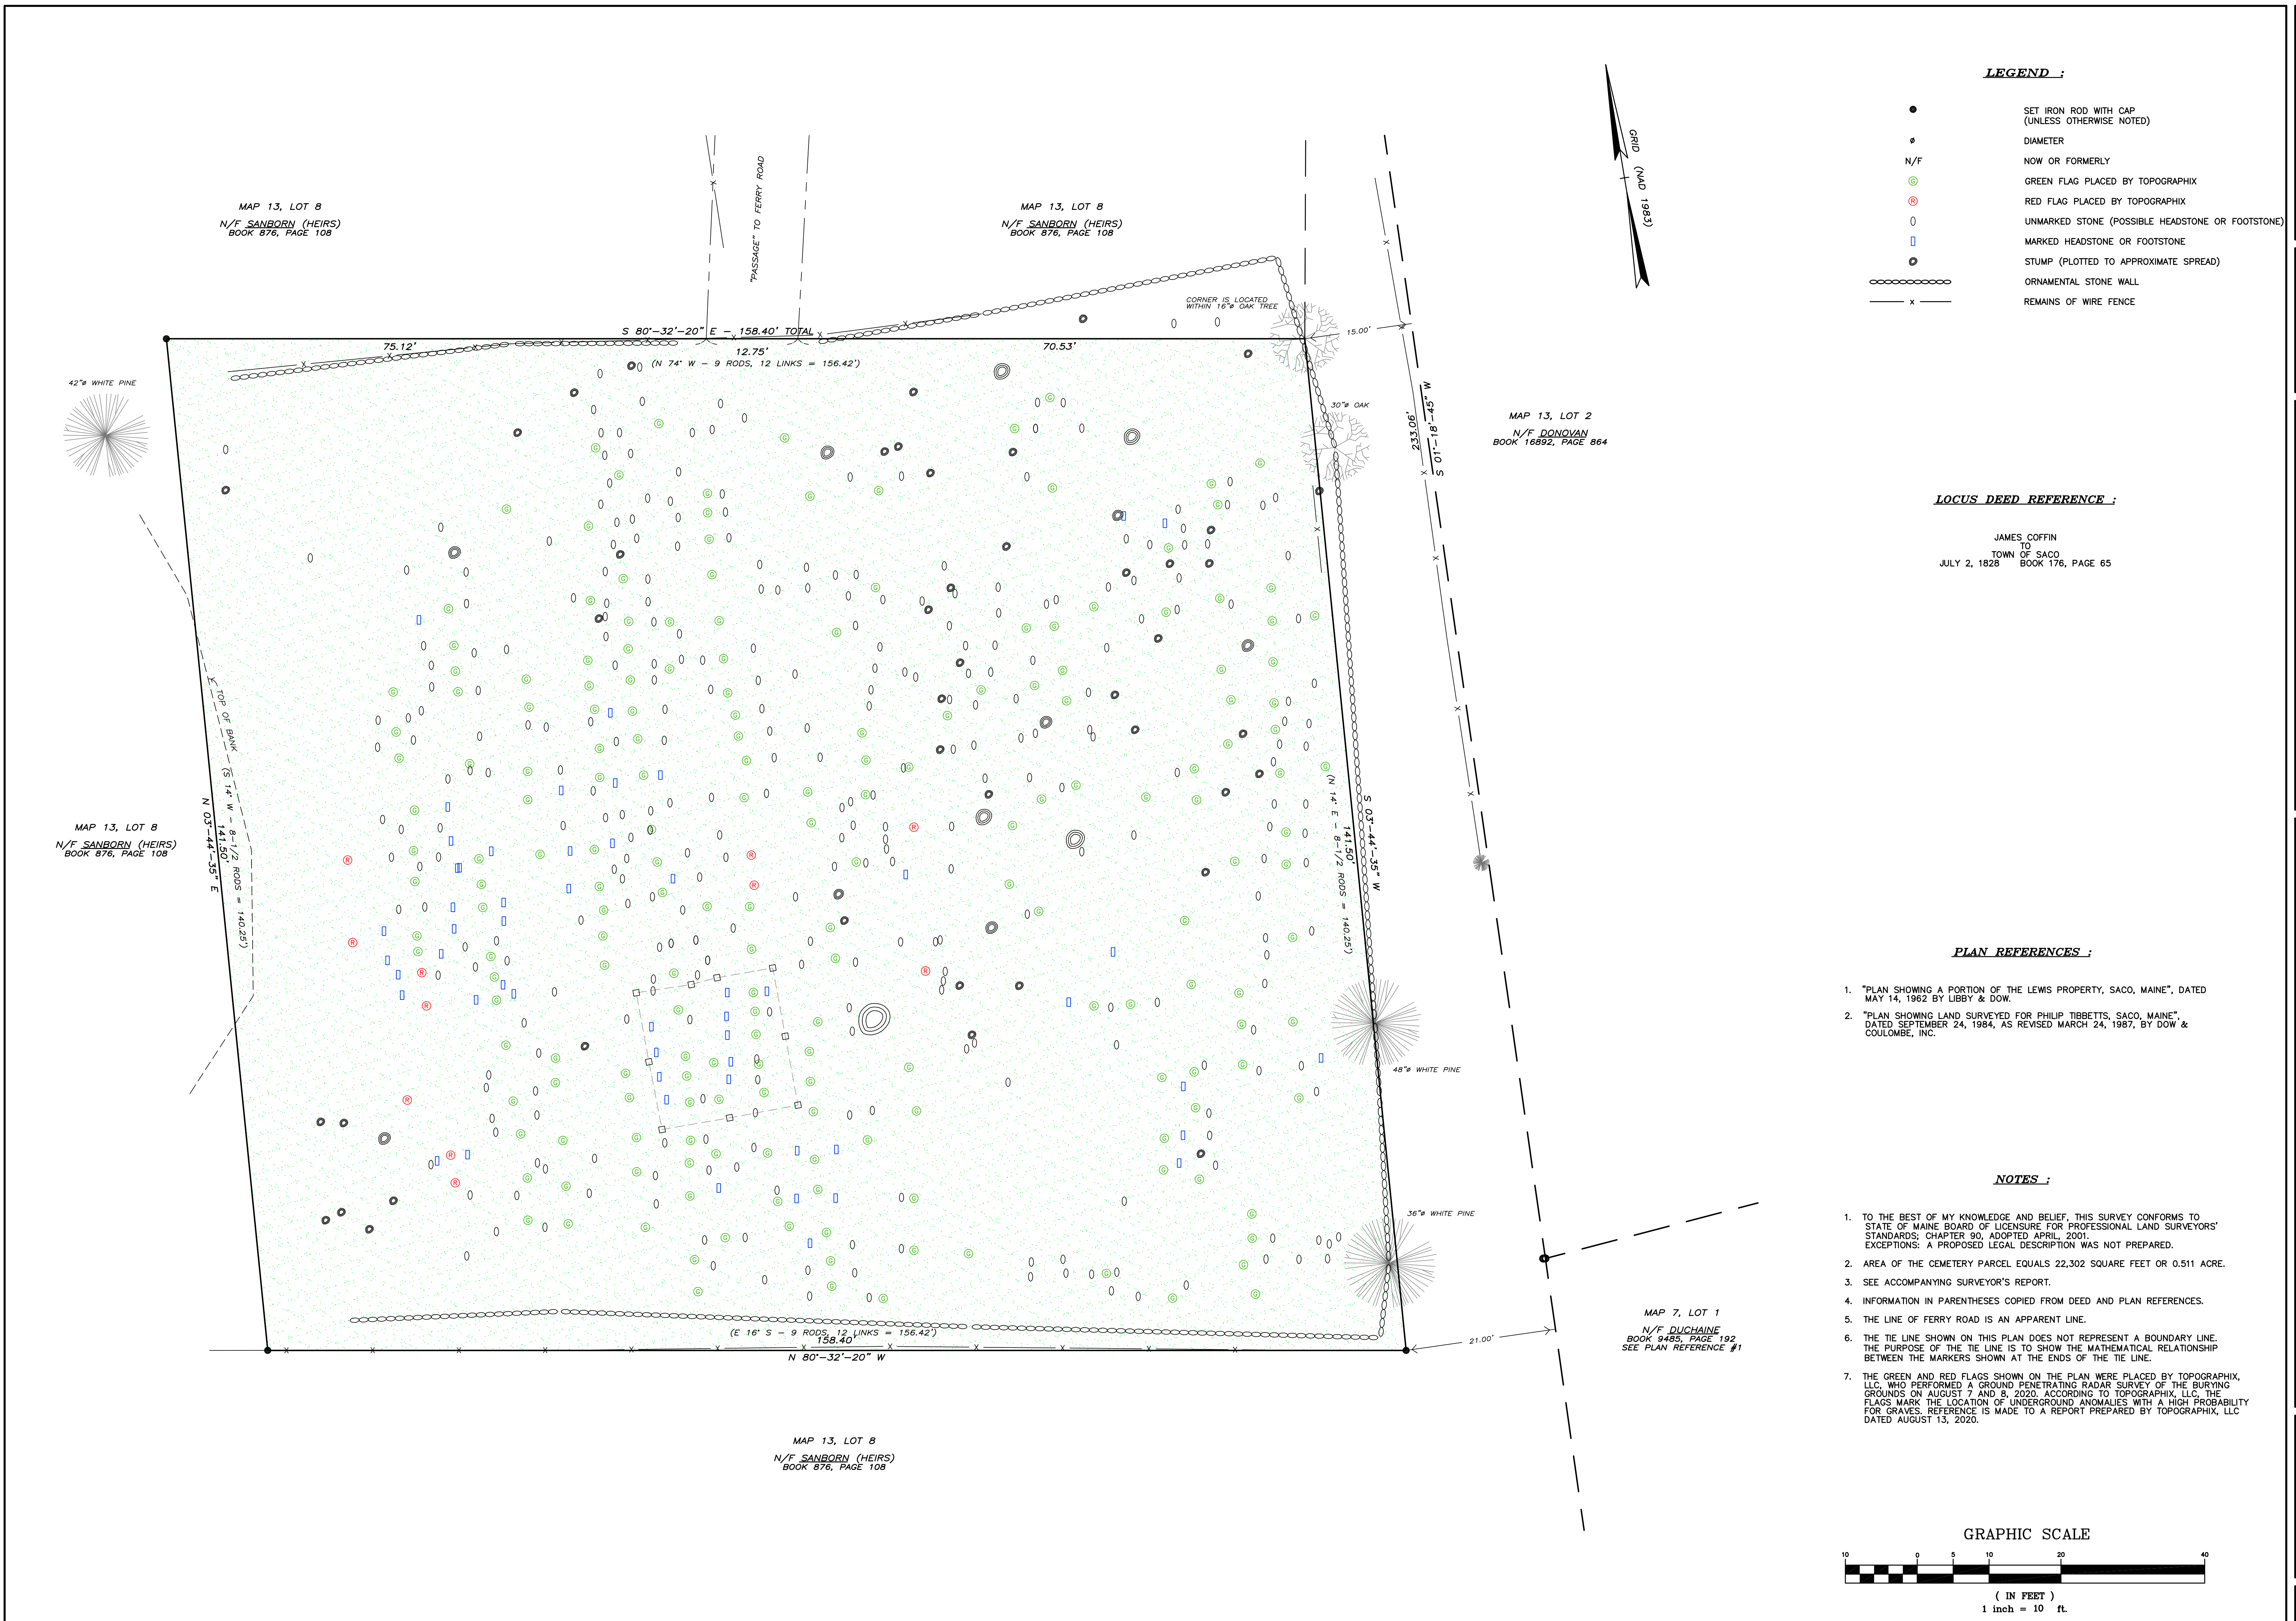 MAP 13, LOT 8
N/F SANBORN (HEIRS)
BOOK 876, PAGE 108
"PASSAGE" TO FERRY ROAD
MAP 13, LOT 8
N/F SANBORN (HEIRS)
BOOK 876, PAGE 108
GRID (NAD 1983)
CORNER IS LOCATED
WITHIN 16"ø OAK TREE
S 80°-32'-20" E - 158.40' TOTAL
75.12'
12.75'
70.53'
15.00'
(N 74° W - 9 RODS, 12 LINKS = 156.42')
42"ø WHITE PINE
30"ø OAK
233.06'
S 01°-18'-45" W
MAP 13, LOT 2
N/F DONOVAN
BOOK 16892, PAGE 864
TOP OF BANK
(S 14° W - 8-1/2 RODS = 140.25')
N 03°-44'-35" E
141.50'
MAP 13, LOT 8
N/F SANBORN (HEIRS)
BOOK 876, PAGE 108
(N 14° E - 8-1/2 RODS = 140.25')
141.50'
S 03°-44'-35" W
48"ø WHITE PINE
36"ø WHITE PINE
(E 16° S - 9 RODS, 12 LINKS = 156.42')
158.40'
N 80°-32'-20" W
21.00'
MAP 7, LOT 1
N/F DUCHAINE
BOOK 9485, PAGE 192
SEE PLAN REFERENCE #1
MAP 13, LOT 8
N/F SANBORN (HEIRS)
BOOK 876, PAGE 108
LEGEND :
SET IRON ROD WITH CAP
(UNLESS OTHERWISE NOTED)
ø DIAMETER
N/F NOW OR FORMERLY
G GREEN FLAG PLACED BY TOPOGRAPHIX
R RED FLAG PLACED BY TOPOGRAPHIX
UNMARKED STONE (POSSIBLE HEADSTONE OR FOOTSTONE)
MARKED HEADSTONE OR FOOTSTONE
STUMP (PLOTTED TO APPROXIMATE SPREAD)
ORNAMENTAL STONE WALL
x REMAINS OF WIRE FENCE
LOCUS DEED REFERENCE :
JAMES COFFIN
TO
TOWN OF SACO
JULY 2, 1828 BOOK 176, PAGE 65
PLAN REFERENCES :
1. "PLAN SHOWING A PORTION OF THE LEWIS PROPERTY, SACO, MAINE", DATED
MAY 14, 1962 BY LIBBY & DOW.
2. "PLAN SHOWING LAND SURVEYED FOR PHILIP TIBBETTS, SACO, MAINE",
DATED SEPTEMBER 24, 1984, AS REVISED MARCH 24, 1987, BY DOW &
COULOMBE, INC.
NOTES :
1. TO THE BEST OF MY KNOWLEDGE AND BELIEF, THIS SURVEY CONFORMS TO
STATE OF MAINE BOARD OF LICENSURE FOR PROFESSIONAL LAND SURVEYORS'
STANDARDS; CHAPTER 90, ADOPTED APRIL, 2001.
EXCEPTIONS: A PROPOSED LEGAL DESCRIPTION WAS NOT PREPARED.
2. AREA OF THE CEMETERY PARCEL EQUALS 22,302 SQUARE FEET OR 0.511 ACRE.
3. SEE ACCOMPANYING SURVEYOR'S REPORT.
4. INFORMATION IN PARENTHESES COPIED FROM DEED AND PLAN REFERENCES.
5. THE LINE OF FERRY ROAD IS AN APPARENT LINE.
6. THE TIE LINE SHOWN ON THIS PLAN DOES NOT REPRESENT A BOUNDARY LINE.
THE PURPOSE OF THE TIE LINE IS TO SHOW THE MATHEMATICAL RELATIONSHIP
BETWEEN THE MARKERS SHOWN AT THE ENDS OF THE TIE LINE.
7. THE GREEN AND RED FLAGS SHOWN ON THE PLAN WERE PLACED BY TOPOGRAPHIX,
LLC, WHO PERFORMED A GROUND PENETRATING RADAR SURVEY OF THE BURYING
GROUNDS ON AUGUST 7 AND 8, 2020. ACCORDING TO TOPOGRAPHIX, LLC, THE
FLAGS MARK THE LOCATION OF UNDERGROUND ANOMALIES WITH A HIGH PROBABILITY
FOR GRAVES. REFERENCE IS MADE TO A REPORT PREPARED BY TOPOGRAPHIX, LLC
DATED AUGUST 13, 2020.
GRAPHIC SCALE
10 0 5 10 20 40
( IN FEET )
1 inch = 10 ft.